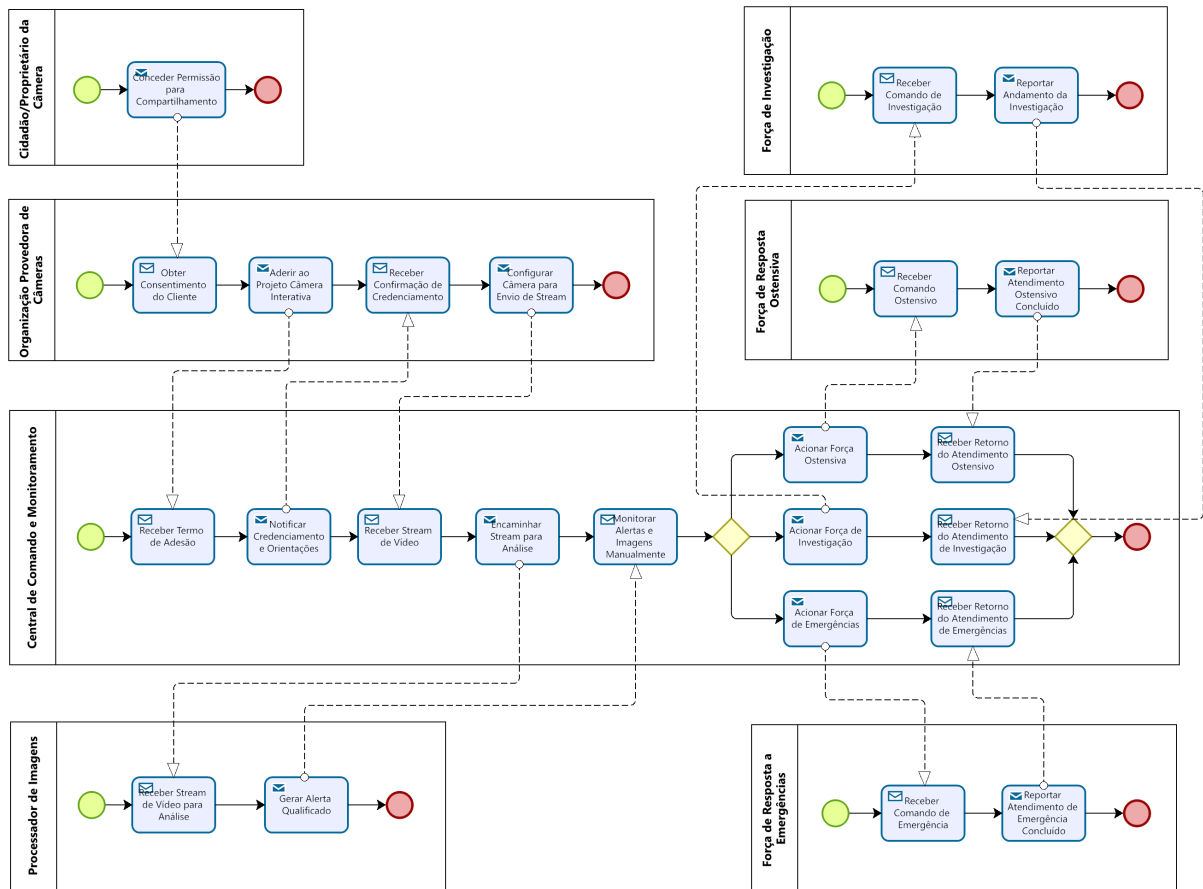 Cidadão/Proprietário da
Câmera
Conceder Permissão
para
Compartilhamento
Força de Investigação
Receber
Comando de
Investigação
Reportar
Andamento da
Investigação
Organização Provedora de
Câmeras
Obter
Consentimento
do Cliente
Aderir ao
Projeto Câmera
Interativa
Receber
Confirmação de
Credenciamento
Configurar
Câmera para
Envio de Stream
Força de Resposta
Ostensiva
Receber
Comando
Ostensivo
Reportar
Atendimento
Ostensivo
Concluído
Central de Comando e Monitoramento
Receber Termo
de Adesão
Notificar
Credenciamento
e Orientações
Receber Stream
de Vídeo
Encaminhar
Stream para
Análise
Monitorar
Alertas e
Imagens
Manualmente
Acionar Força
Ostensiva
Receber Retorno
do Atendimento
Ostensivo
Acionar Força de
Investigação
Receber Retorno
do Atendimento
de Investigação
Acionar Força
de Emergências
Receber Retorno
do Atendimento
de Emergências
Processador de Imagens
Receber Stream
de Vídeo para
Análise
Gerar Alerta
Qualificado
Força de Resposta a
Emergências
Receber
Comando de
Emergência
Reportar
Atendimento de
Emergência
Concluído